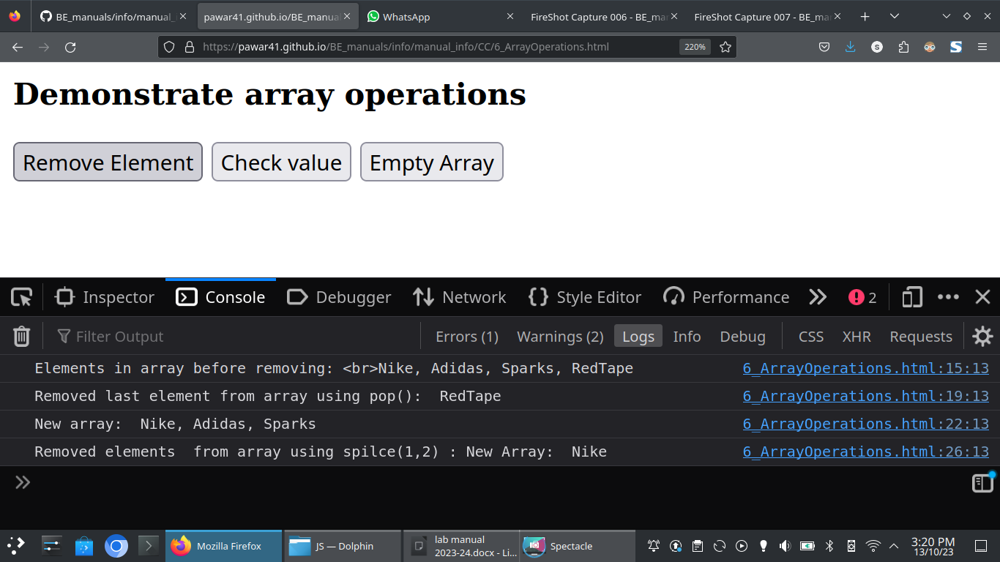 BE_manuals/info/manual_
pawar41.github.io/BE_manua
WhatsApp
FireShot Capture 006 - BE_ma
FireShot Capture 007 - BE_ma
https://pawar41.github.io/BE_manuals/info/manual_info/CC/6_ArrayOperations.html
220%
S
S
Demonstrate array operations
Remove Element
Check value
Empty Array
Inspector
Console
Debugger
Network
Style Editor
Performance
2
Filter Output
Errors (1)
Warnings (2)
Logs
Info
Debug
CSS
XHR
Requests
Elements in array before removing: <br>Nike, Adidas, Sparks, RedTape 6_ArrayOperations.html:15:13
Removed last element from array using pop():  RedTape 6_ArrayOperations.html:19:13
New array:  Nike, Adidas, Sparks 6_ArrayOperations.html:22:13
Removed elements  from array using spilce(1,2) : New Array:  Nike 6_ArrayOperations.html:26:13
Mozilla Firefox
JS — Dolphin
lab manual
2023-24.docx - Li...
Spectacle
3:20 PM
13/10/23